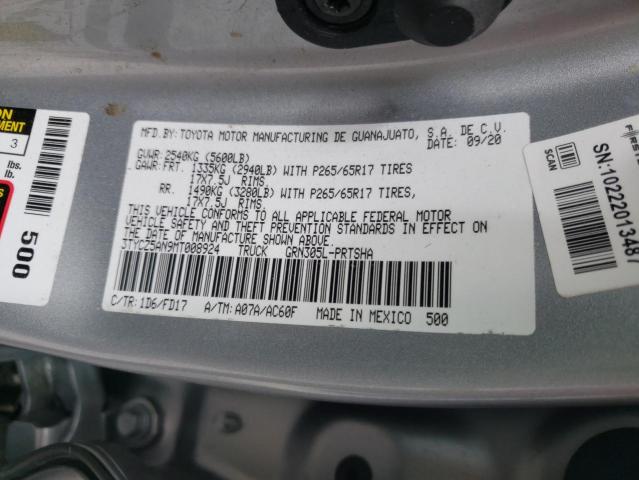 MFD.BY:TOYOTA MOTOR MANUFACTURING DE GUANAJUATO, S.A. DE C.V.
DATE: 09/20
GVWR:2540KG (5600LB)
GAWR:FRT. 1335KG (2940LB) WITH P265/65R17 TIRES
17X7.5J RIMS,
RR. 1490KG (3280LB) WITH P265/65R17 TIRES,
17X7.5J RIMS.
THIS VEHICLE CONFORMS TO ALL APPLICABLE FEDERAL MOTOR
VEHICLE SAFETY AND THEFT PREVENTION STANDARDS IN EFFECT ON
THE DATE OF MANUFACTURE SHOWN ABOVE.
3TYCZ5AN9MT008924 TRUCK GRN305L-PRTSHA
C/TR:1D6/FD17 A/TM:A07A/AC60F MADE IN MEXICO 500
ON
MENT
3
lbs.
lb.
500
SCAN
SN:1022201348